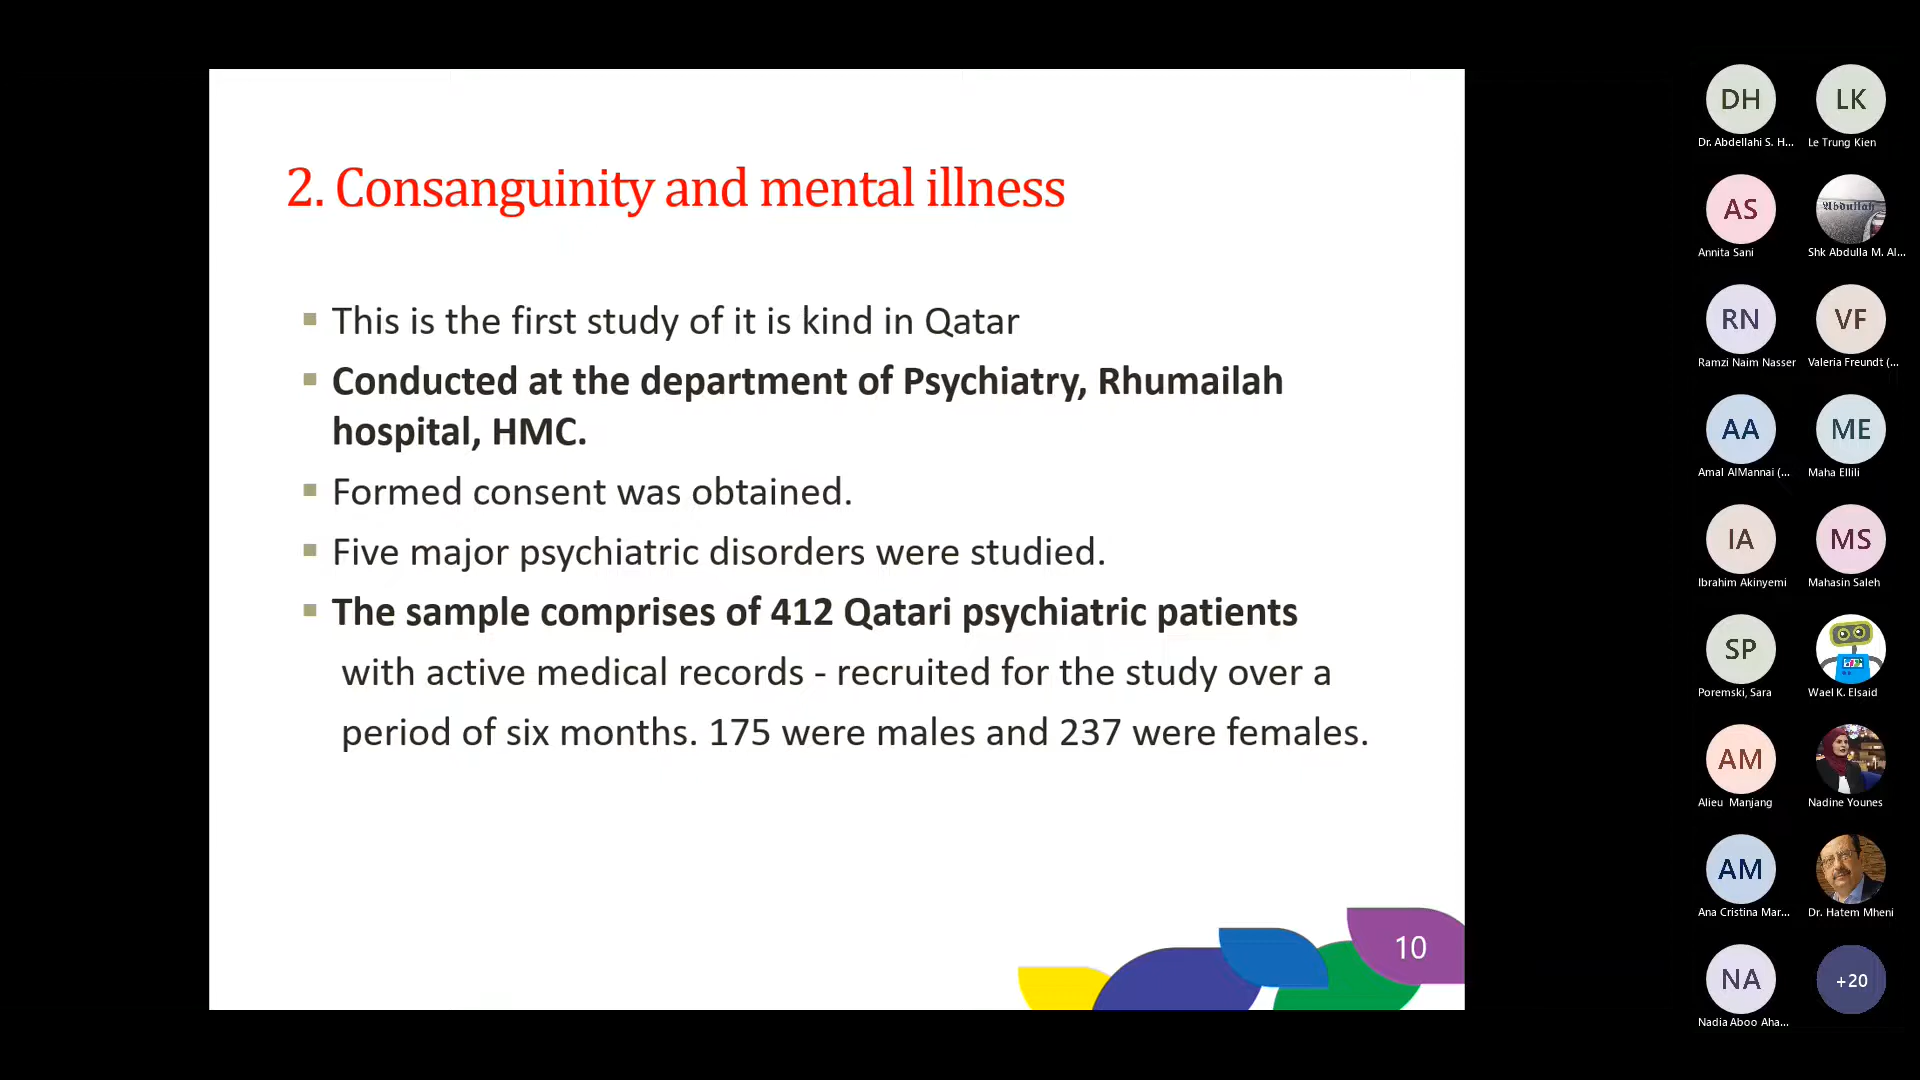 2. Consanguinity and mental illness
This is the first study of it is kind in Qatar
Conducted at the department of Psychiatry, Rhumailah
hospital, HMC.
Formed consent was obtained.
Five major psychiatric disorders were studied.
The sample comprises of 412 Qatari psychiatric patients
with active medical records - recruited for the study over a
period of six months. 175 were males and 237 were females.
10
DH
LK
Dr. Abdellahi S. H...
Le Trung Kien
AS
Abdullah
Annita Sani
Shk Abdulla M. Al...
RN
VF
Ramzi Naim Nasser
Valeria Freundt (...
AA
ME
Amal AlMannai (...
Maha Ellili
IA
MS
Ibrahim Akinyemi
Mahasin Saleh
SP
Poremski, Sara
Wael K. Elsaid
AM
Alieu Manjang
Nadine Younes
AM
Ana Cristina Mar...
Dr. Hatem Mheni
NA
+20
Nadia Aboo Aha...